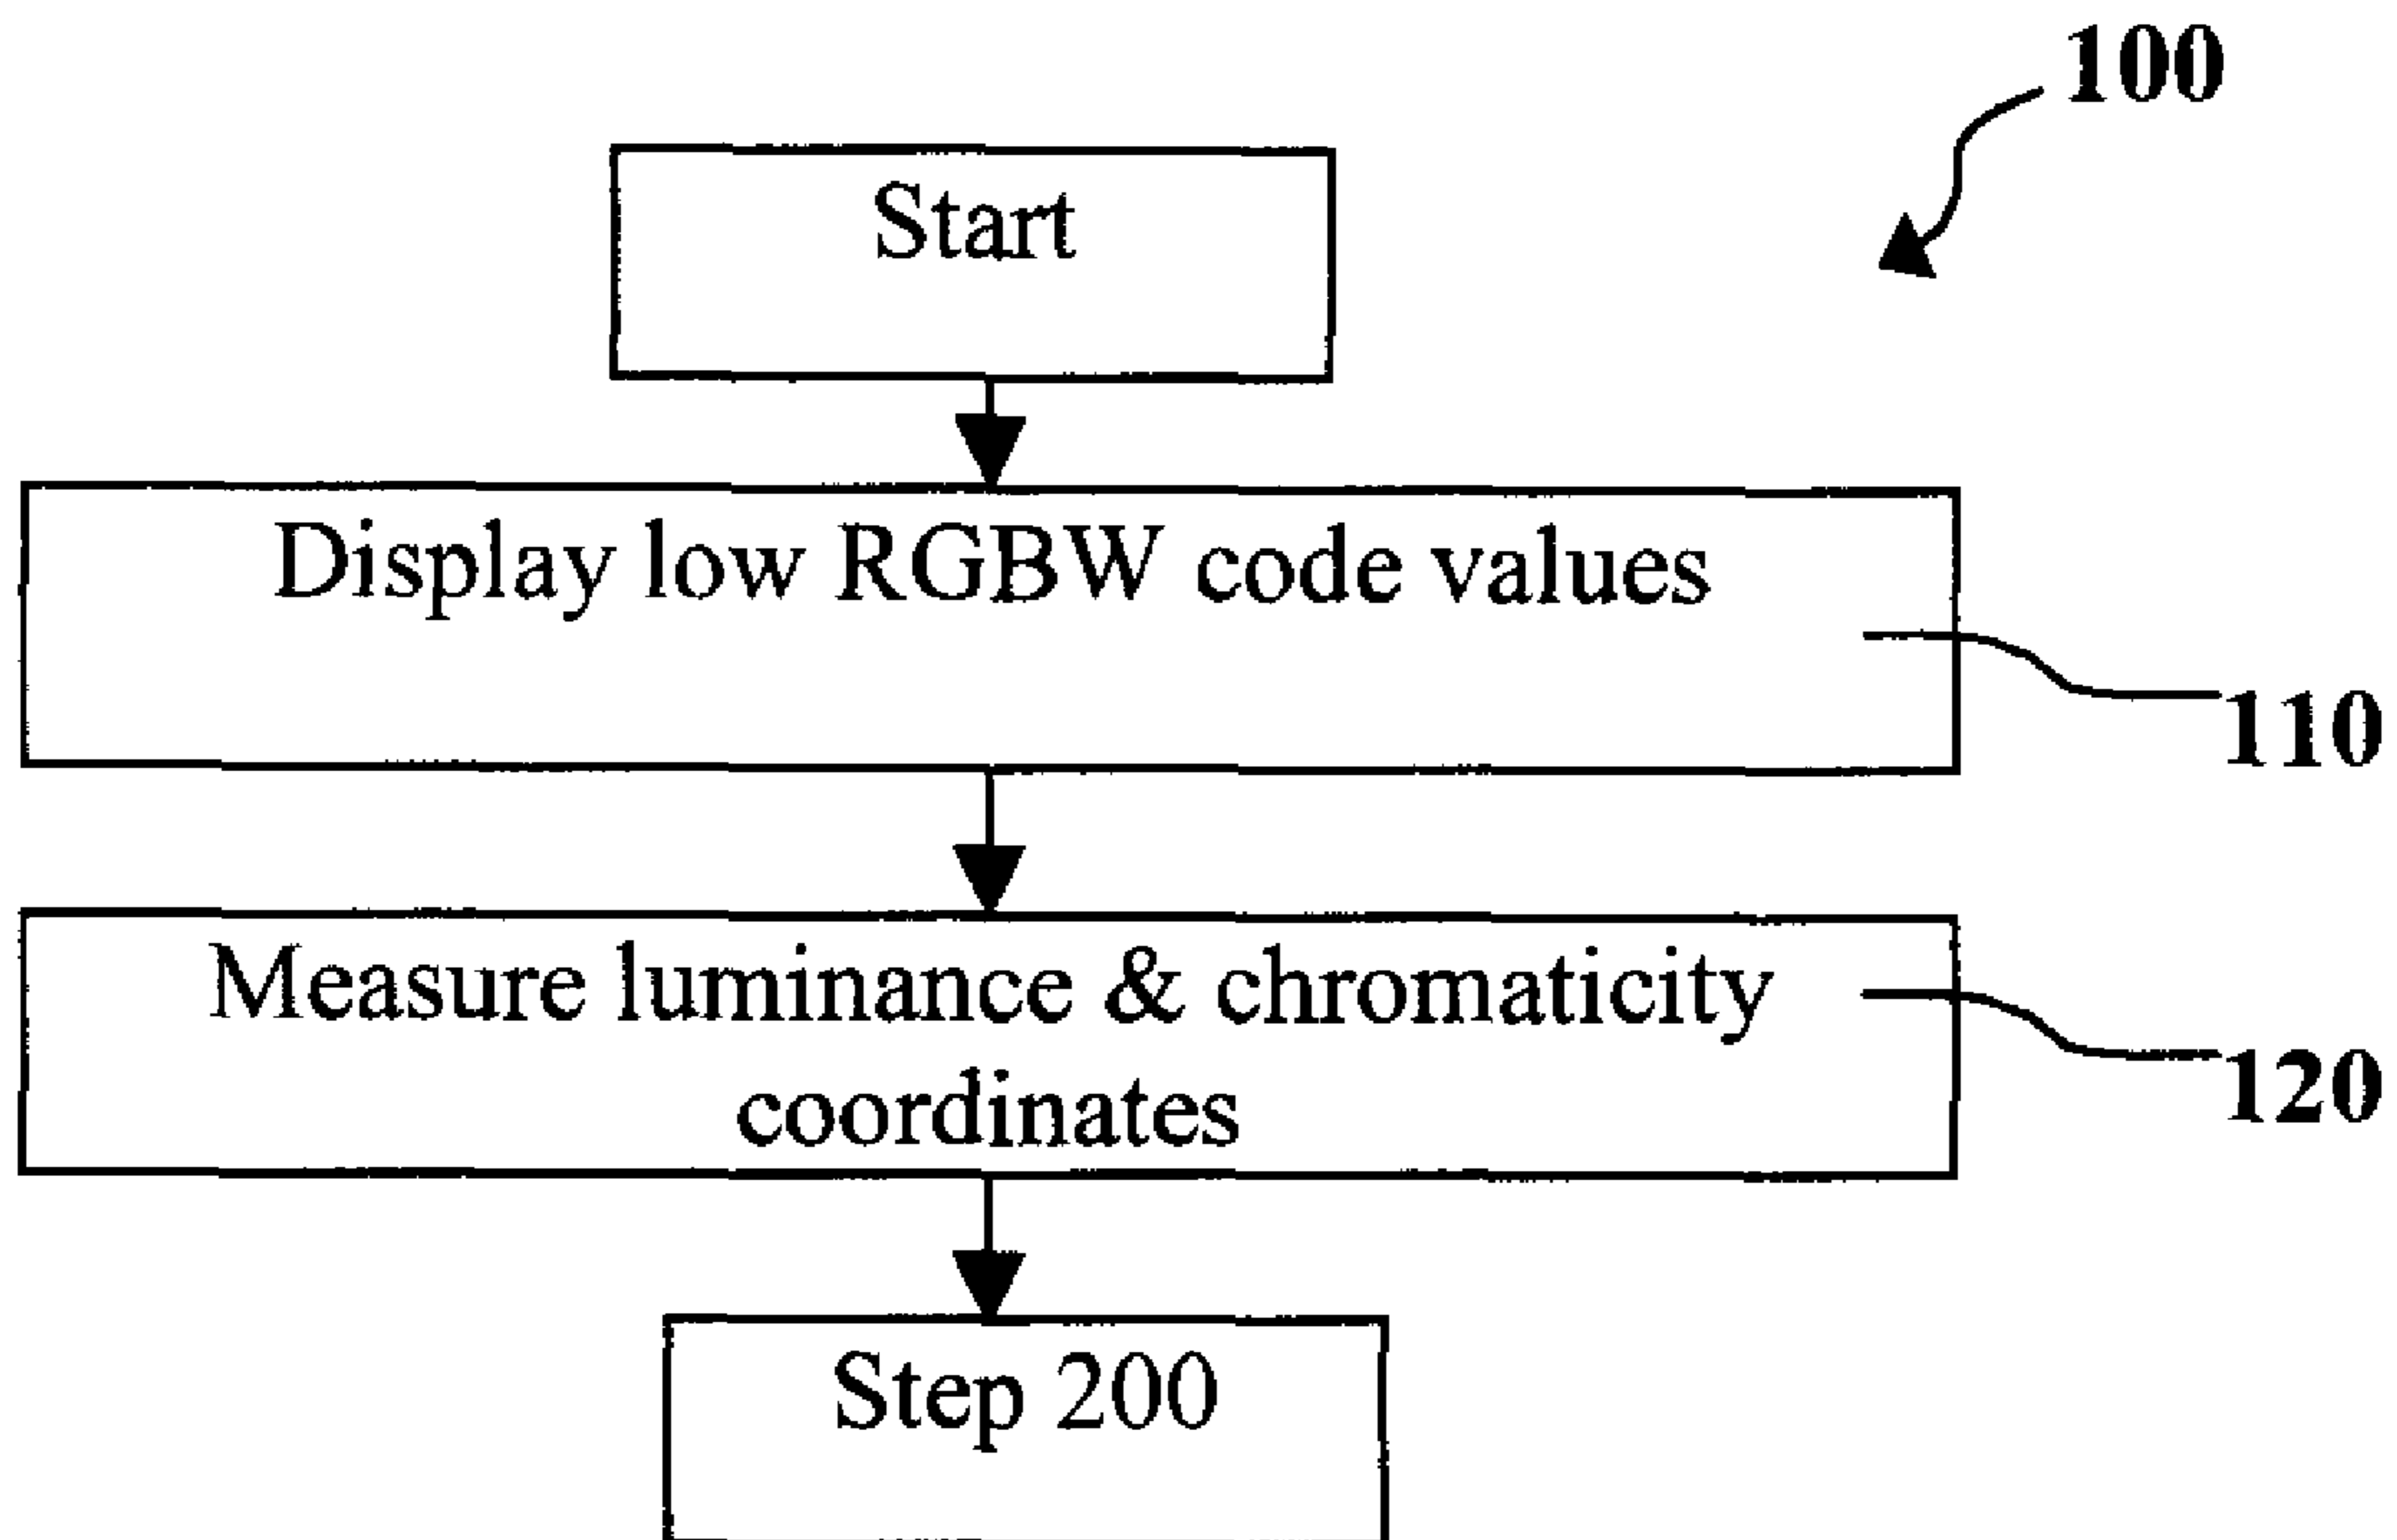 100
Start
Display low RGBW code values
110
Measure luminance & chromaticity
coordinates
120
Step 200